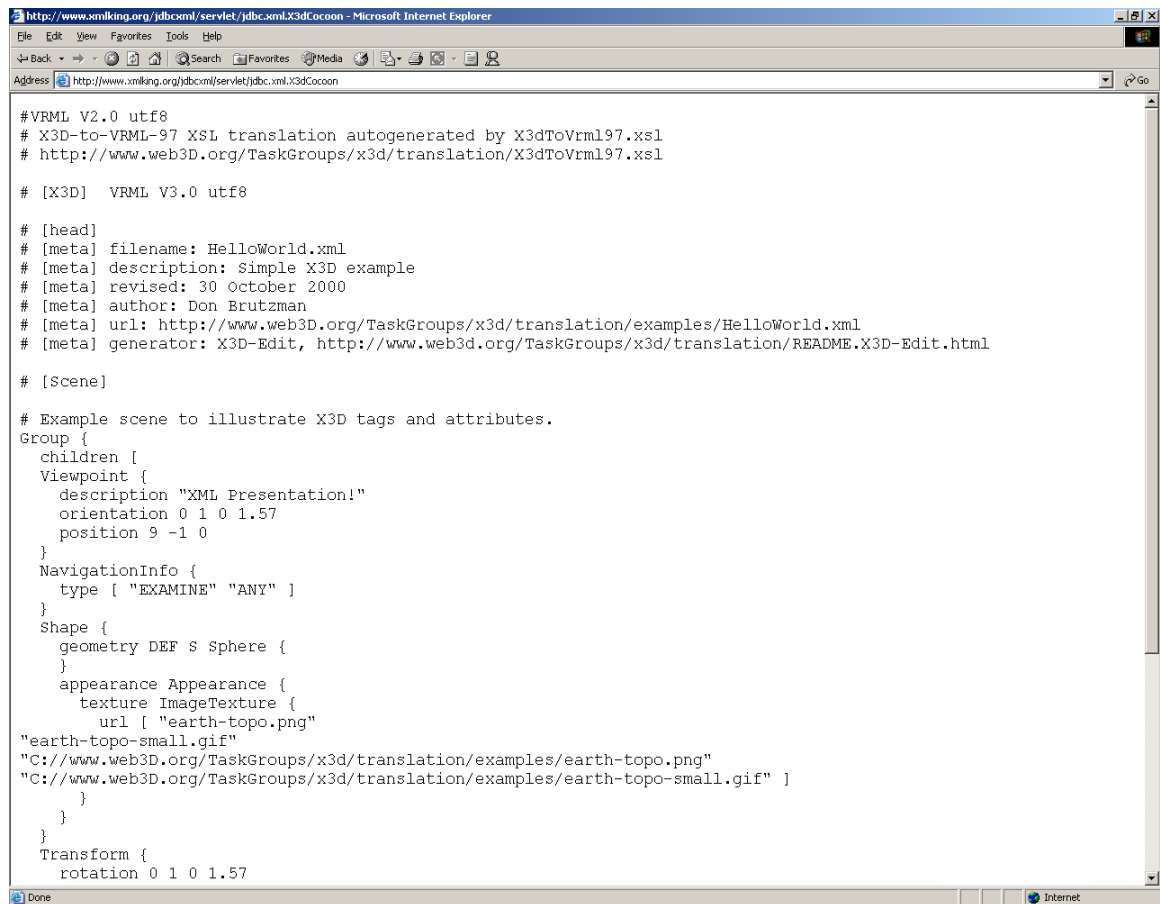 http://www.xmlking.org/jdbcxml/servlet/jdbc.xml.X3dCocoon - Microsoft Internet Explorer
File Edit View Favorites Tools Help
Back Search Favorites Media
Address http://www.xmlking.org/jdbcxml/servlet/jdbc.xml.X3dCocoon Go
#VRML V2.0 utf8
# X3D-to-VRML-97 XSL translation autogenerated by X3dToVrml97.xsl
# http://www.web3D.org/TaskGroups/x3d/translation/X3dToVrml97.xsl
# [X3D]  VRML V3.0 utf8
# [head]
# [meta] filename: HelloWorld.xml
# [meta] description: Simple X3D example
# [meta] revised: 30 October 2000
# [meta] author: Don Brutzman
# [meta] url: http://www.web3D.org/TaskGroups/x3d/translation/examples/HelloWorld.xml
# [meta] generator: X3D-Edit, http://www.web3d.org/TaskGroups/x3d/translation/README.X3D-Edit.html
# [Scene]
# Example scene to illustrate X3D tags and attributes.
Group {
  children [
  Viewpoint {
    description "XML Presentation!"
    orientation 0 1 0 1.57
    position 9 -1 0
  }
  NavigationInfo {
    type [ "EXAMINE" "ANY" ]
  }
  Shape {
    geometry DEF S Sphere {
    }
    appearance Appearance {
      texture ImageTexture {
        url [ "earth-topo.png"
"earth-topo-small.gif"
"C://www.web3D.org/TaskGroups/x3d/translation/examples/earth-topo.png"
"C://www.web3D.org/TaskGroups/x3d/translation/examples/earth-topo-small.gif" ]
      }
    }
  }
  Transform {
    rotation 0 1 0 1.57
Done Internet